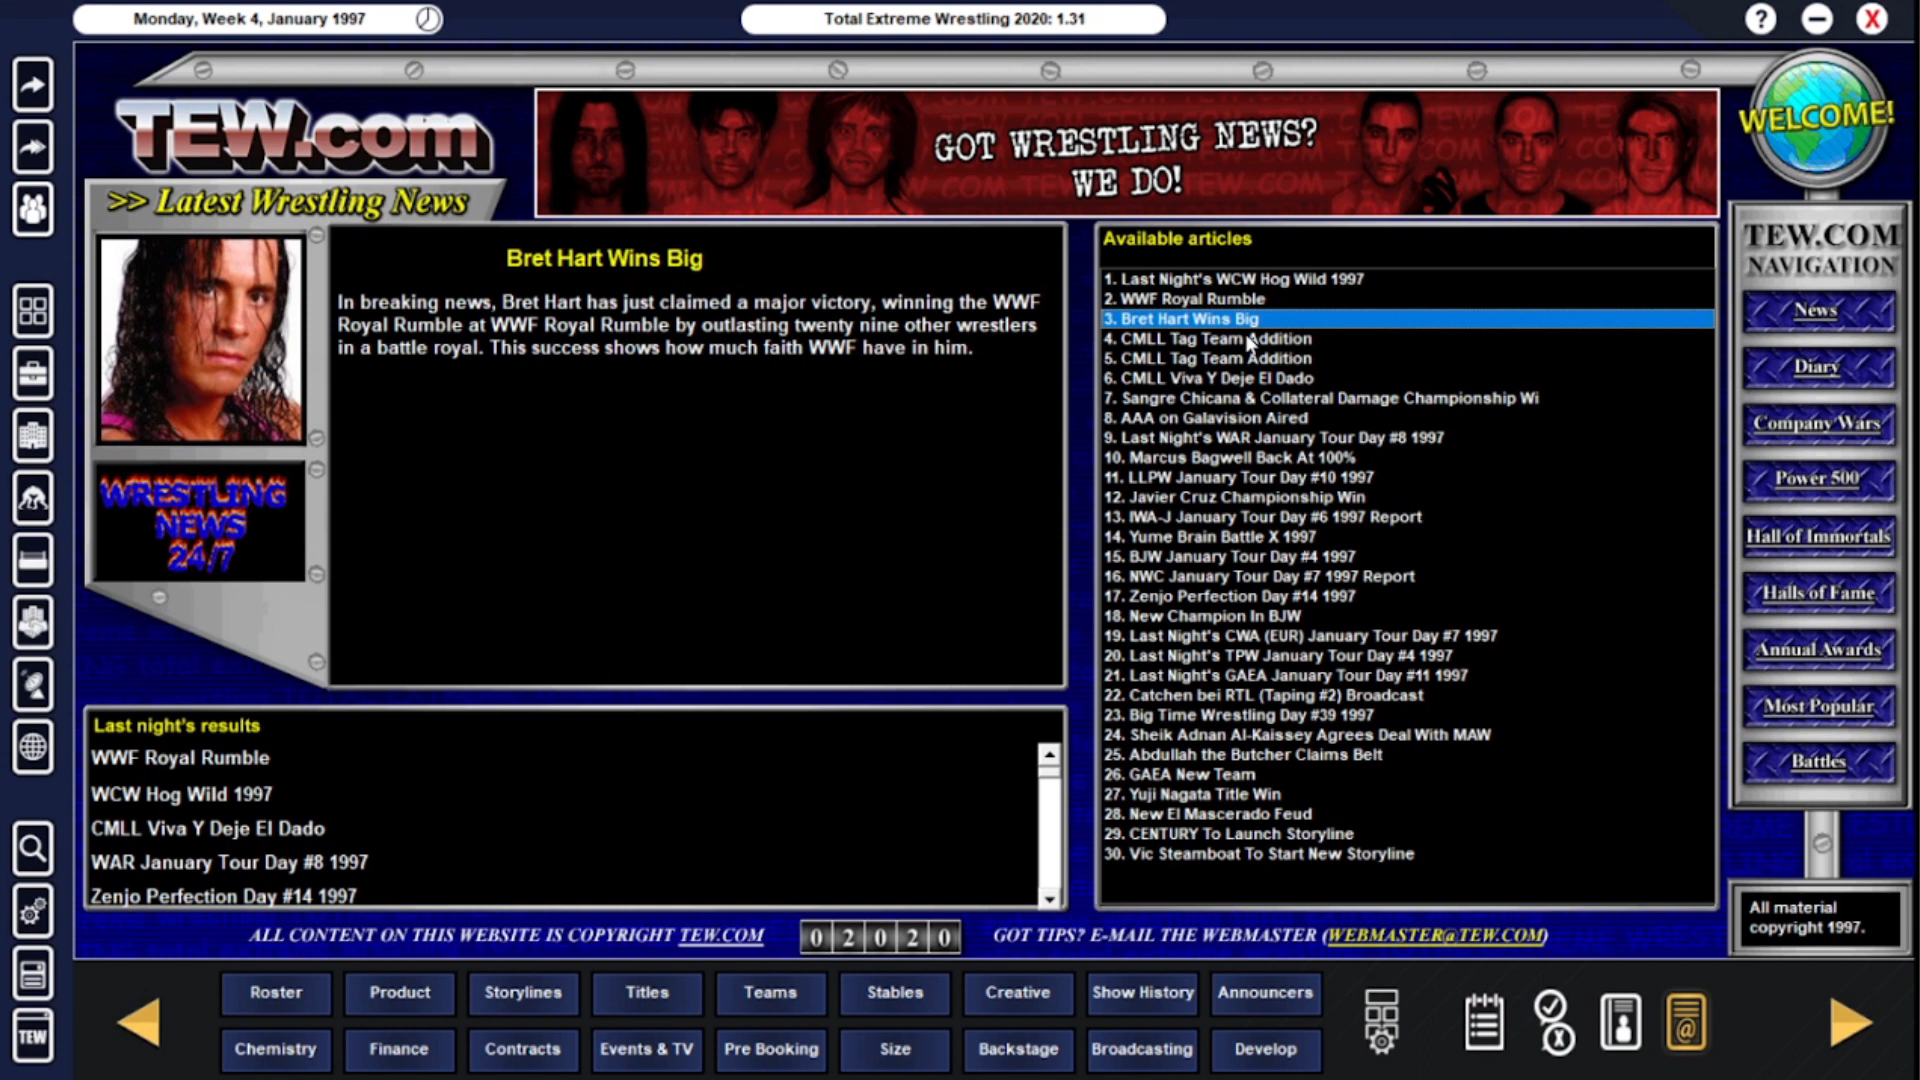 Monday, Week 4, January 1997
Total Extreme Wrestling 2020: 1.31
?
X
TEW.com
>> Latest Wrestling News
GOT WRESTLING NEWS?
WE DO!
WELCOME!
Bret Hart Wins Big
In breaking news, Bret Hart has just claimed a major victory, winning the WWF
Royal Rumble at WWF Royal Rumble by outlasting twenty nine other wrestlers
in a battle royal. This success shows how much faith WWF have in him.
WRESTLING
NEWS
24/7
Available articles
1. Last Night's WCW Hog Wild 1997
2. WWF Royal Rumble
3. Bret Hart Wins Big
4. CMLL Tag Team Addition
5. CMLL Tag Team Addition
6. CMLL Viva Y Deje El Dado
7. Sangre Chicana & Collateral Damage Championship Wi
8. AAA on Galavision Aired
9. Last Night's WAR January Tour Day #8 1997
10. Marcus Bagwell Back At 100%
11. LLPW January Tour Day #10 1997
12. Javier Cruz Championship Win
13. IWA-J January Tour Day #6 1997 Report
14. Yume Brain Battle X 1997
15. BJW January Tour Day #4 1997
16. NWC January Tour Day #7 1997 Report
17. Zenjo Perfection Day #14 1997
18. New Champion In BJW
19. Last Night's CWA (EUR) January Tour Day #7 1997
20. Last Night's TPW January Tour Day #4 1997
21. Last Night's GAEA January Tour Day #11 1997
22. Catchen bei RTL (Taping #2) Broadcast
23. Big Time Wrestling Day #39 1997
24. Sheik Adnan Al-Kaissey Agrees Deal With MAW
25. Abdullah the Butcher Claims Belt
26. GAEA New Team
27. Yuji Nagata Title Win
28. New El Mascerado Feud
29. CENTURY To Launch Storyline
30. Vic Steamboat To Start New Storyline
TEW.COM
NAVIGATION
News
Diary
Company Wars
Power 500
Hall of Immortals
Halls of Fame
Annual Awards
Most Popular
Battles
All material
copyright 1997.
Last night's results
WWF Royal Rumble
WCW Hog Wild 1997
CMLL Viva Y Deje El Dado
WAR January Tour Day #8 1997
Zenjo Perfection Day #14 1997
ALL CONTENT ON THIS WEBSITE IS COPYRIGHT TEW.COM
0 2 0 2 0
GOT TIPS? E-MAIL THE WEBMASTER (WEBMASTER@TEW.COM)
TEW
Roster
Product
Storylines
Titles
Teams
Stables
Creative
Show History
Announcers
Chemistry
Finance
Contracts
Events & TV
Pre Booking
Size
Backstage
Broadcasting
Develop
@